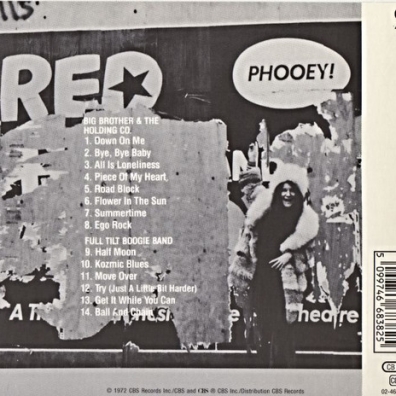 RED★
PHOOEY!
BIG BROTHER & THE
HOLDING CO.
1. Down On Me
2. Bye, Bye Baby
3. All Is Loneliness
4. Piece Of My Heart,
5. Road Block
6. Flower In The Sun
7. Summertime
8. Ego Rock
FULL TILT BOOGIE BAND
9. Half Moon
10. Kozmic Blues
11. Move Over
12. Try (Just A Little Bit Harder)
13. Get It While You Can
14. Ball And Chain
© 1972 CBS Records Inc./CBS and CBS ® CBS Inc./Distribution CBS Records
5 099746 683825
CB
02-46